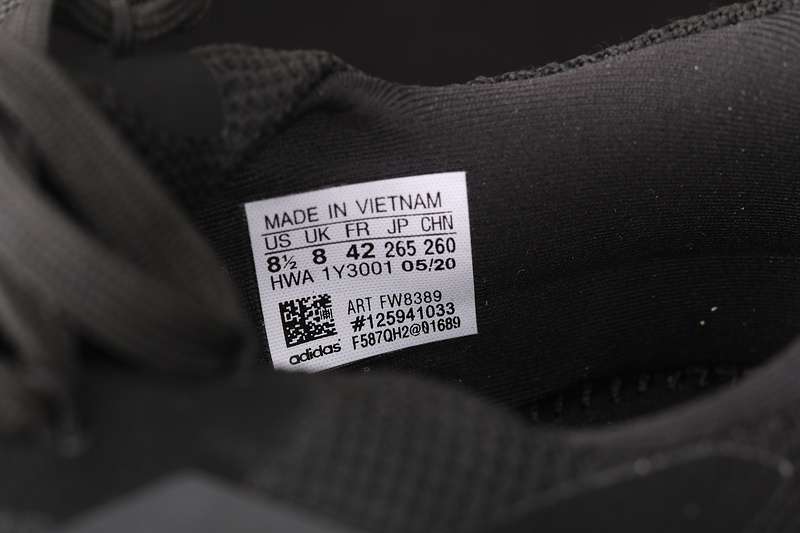 MADE IN VIETNAM
US UK FR JP CHN
8½ 8 42 265 260
HWA 1Y3001 05/20
ART FW8389
#125941033
F587QH2@01689
adidas